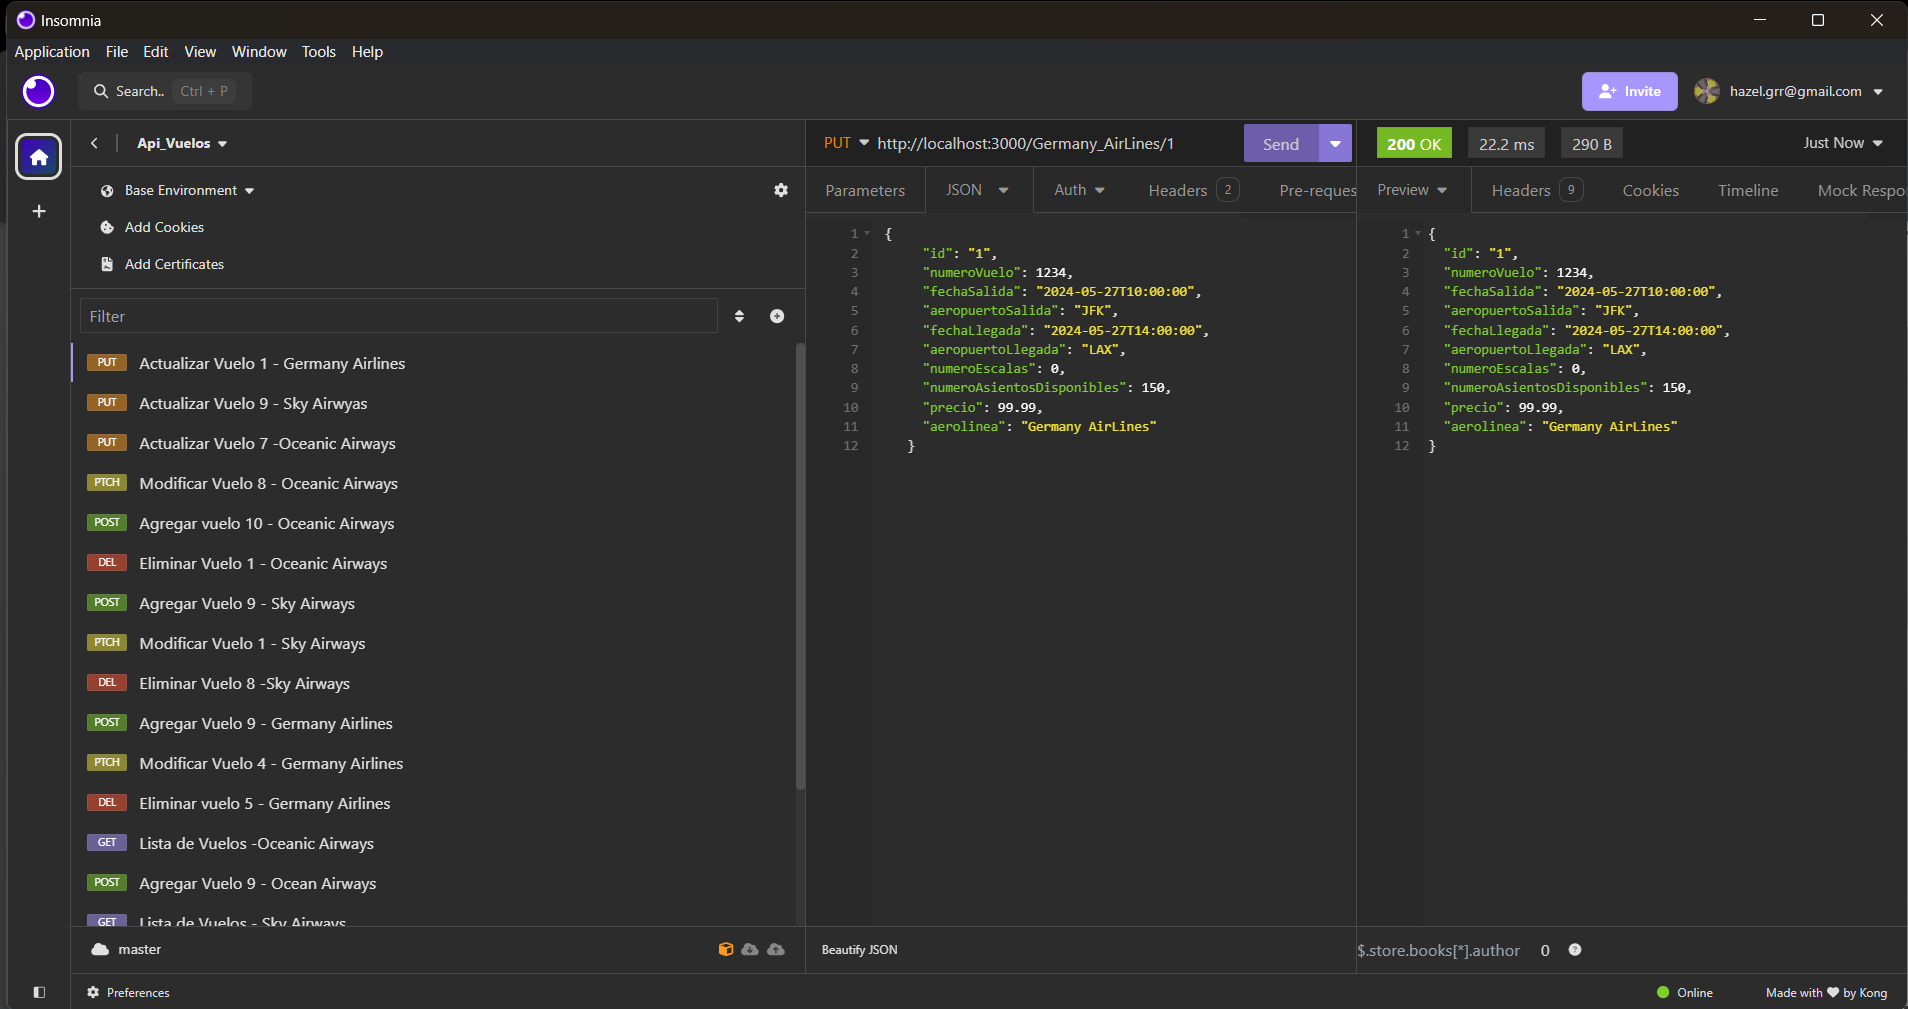 Insomnia
Application File Edit View Window Tools Help
Search.. Ctrl + P
Invite
hazel.grr@gmail.com
Api_Vuelos
Base Environment
Add Cookies
Add Certificates
Filter
PUT Actualizar Vuelo 1 - Germany Airlines
PUT Actualizar Vuelo 9 - Sky Airwyas
PUT Actualizar Vuelo 7 -Oceanic Airways
PTCH Modificar Vuelo 8 - Oceanic Airways
POST Agregar vuelo 10 - Oceanic Airways
DEL Eliminar Vuelo 1 - Oceanic Airways
POST Agregar Vuelo 9 - Sky Airways
PTCH Modificar Vuelo 1 - Sky Airways
DEL Eliminar Vuelo 8 -Sky Airways
POST Agregar Vuelo 9 - Germany Airlines
PTCH Modificar Vuelo 4 - Germany Airlines
DEL Eliminar vuelo 5 - Germany Airlines
GET Lista de Vuelos -Oceanic Airways
POST Agregar Vuelo 9 - Ocean Airways
GET Lista de Vuelos - Sky Airways
master
Preferences
PUT http://localhost:3000/Germany_AirLines/1 Send
Parameters JSON Auth Headers 2 Pre-reques
1 {
2 "id": "1",
3 "numeroVuelo": 1234,
4 "fechaSalida": "2024-05-27T10:00:00",
5 "aeropuertoSalida": "JFK",
6 "fechaLlegada": "2024-05-27T14:00:00",
7 "aeropuertoLlegada": "LAX",
8 "numeroEscalas": 0,
9 "numeroAsientosDisponibles": 150,
10 "precio": 99.99,
11 "aerolinea": "Germany AirLines"
12 }
Beautify JSON
200 OK 22.2 ms 290 B Just Now
Preview Headers 9 Cookies Timeline Mock Respo
1 {
2 "id": "1",
3 "numeroVuelo": 1234,
4 "fechaSalida": "2024-05-27T10:00:00",
5 "aeropuertoSalida": "JFK",
6 "fechaLlegada": "2024-05-27T14:00:00",
7 "aeropuertoLlegada": "LAX",
8 "numeroEscalas": 0,
9 "numeroAsientosDisponibles": 150,
10 "precio": 99.99,
11 "aerolinea": "Germany AirLines"
12 }
$.store.books[*].author 0
Online Made with by Kong